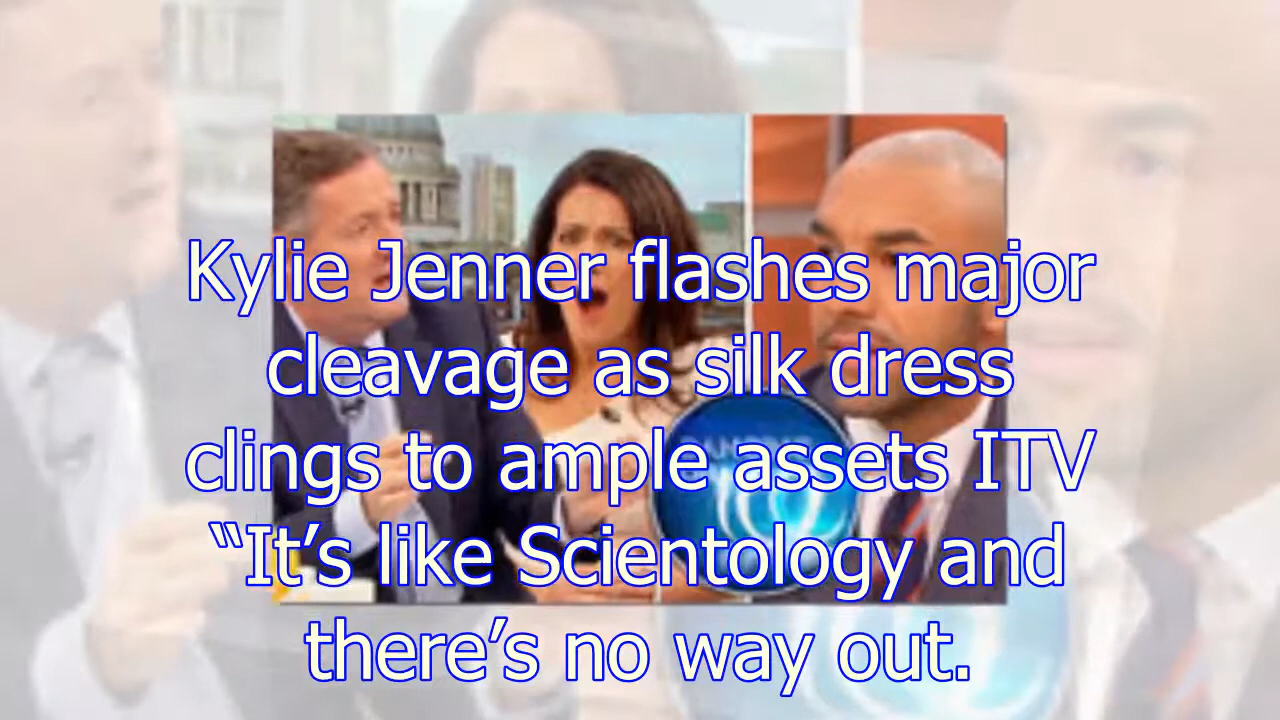 Kylie Jenner flashes major
cleavage as silk dress
clings to ample assets ITV
“It’s like Scientology and
there’s no way out.